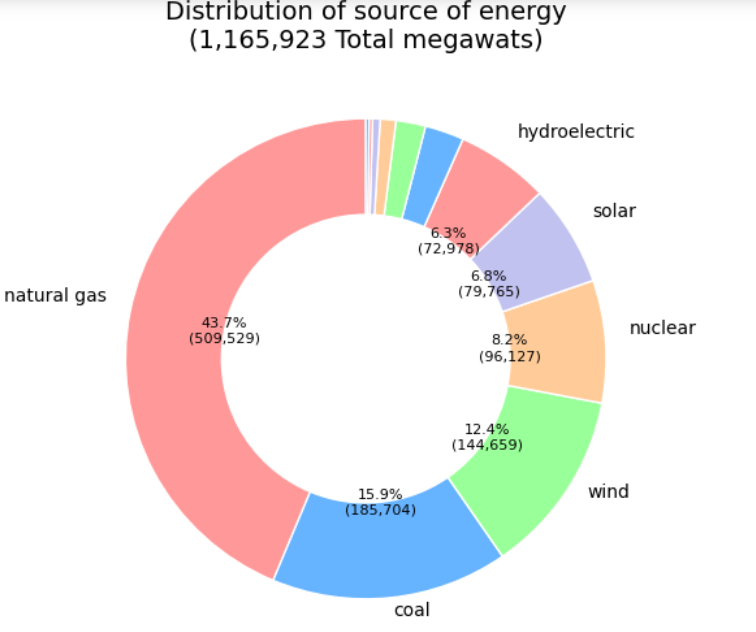 Distribution of source of energy
(1,165,923 Total megawats)
hydroelectric
solar
6.3%
(72,978)
6.8%
(79,765)
natural gas
43.7%
(509,529)
nuclear
8.2%
(96,127)
12.4%
(144,659)
wind
15.9%
(185,704)
coal